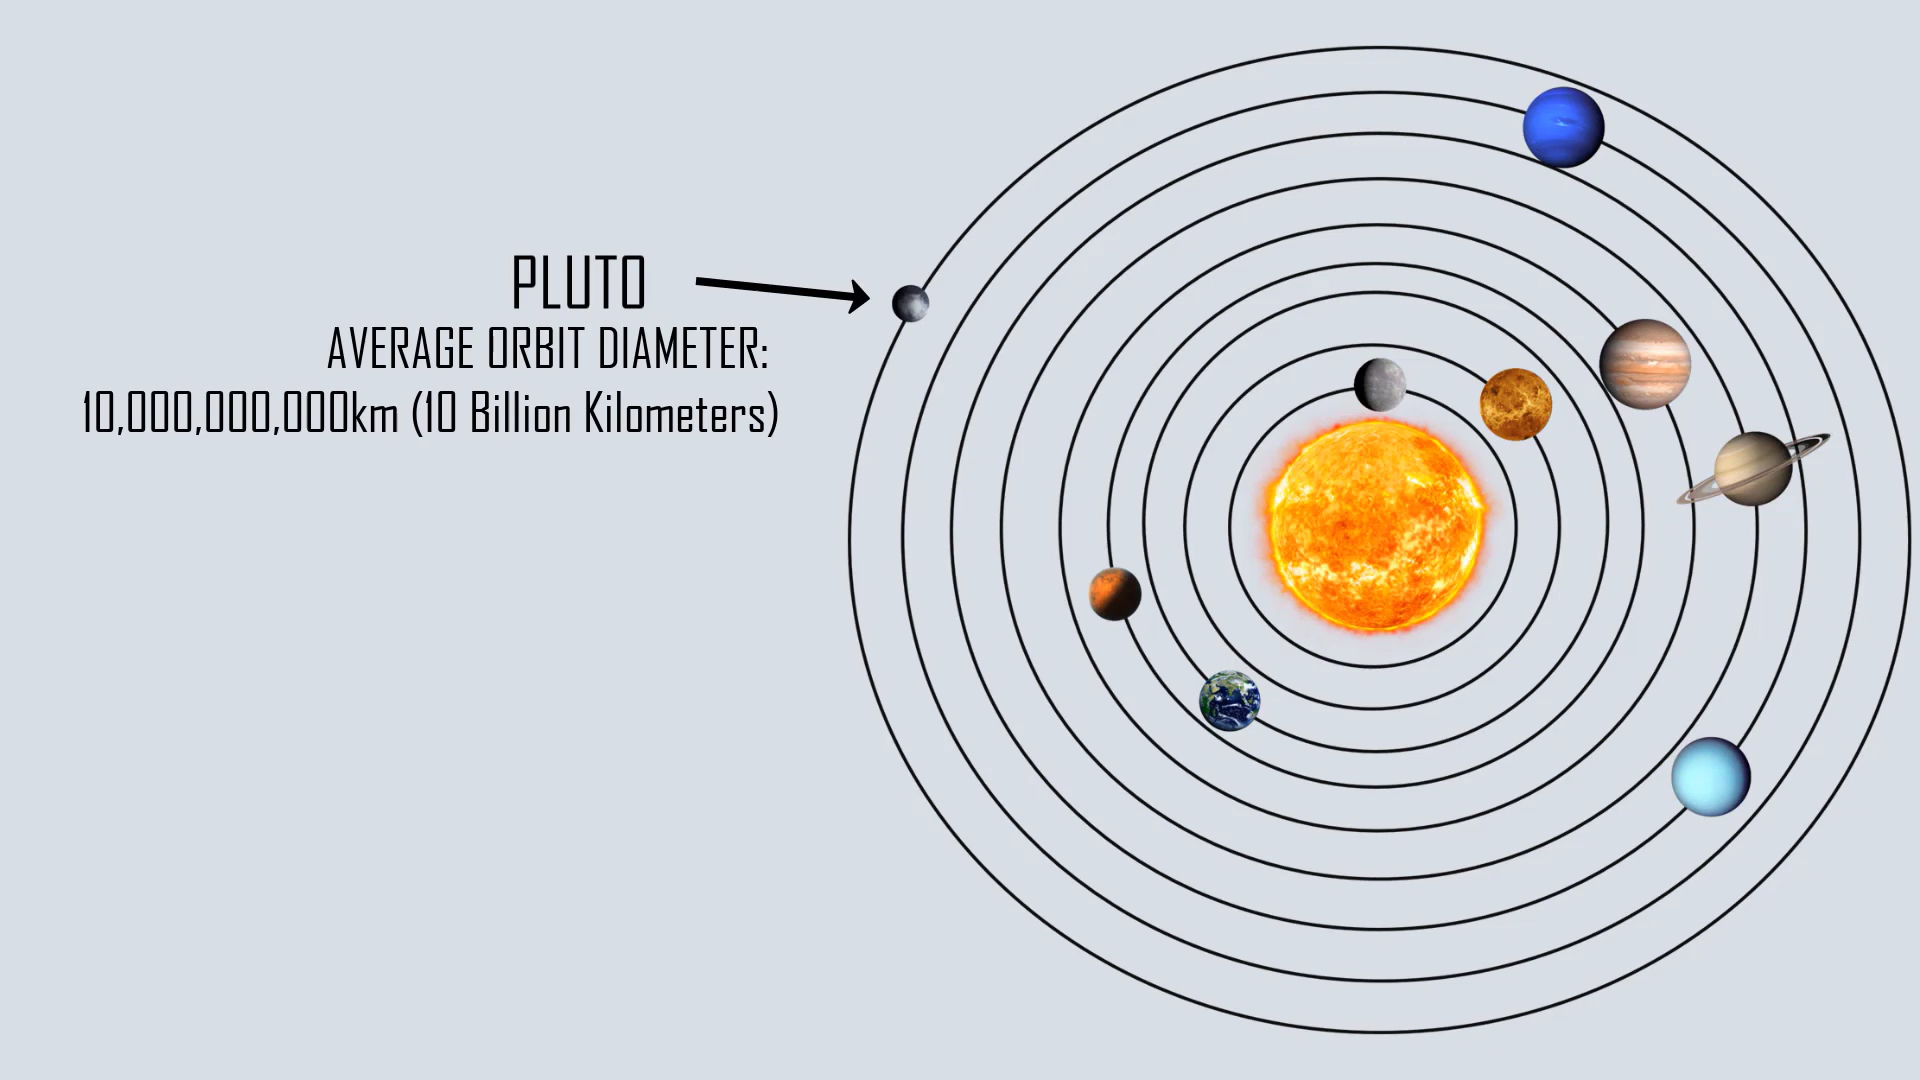 PLUTO
AVERAGE ORBIT DIAMETER:
10,000,000,000km (10 Billion Kilometers)